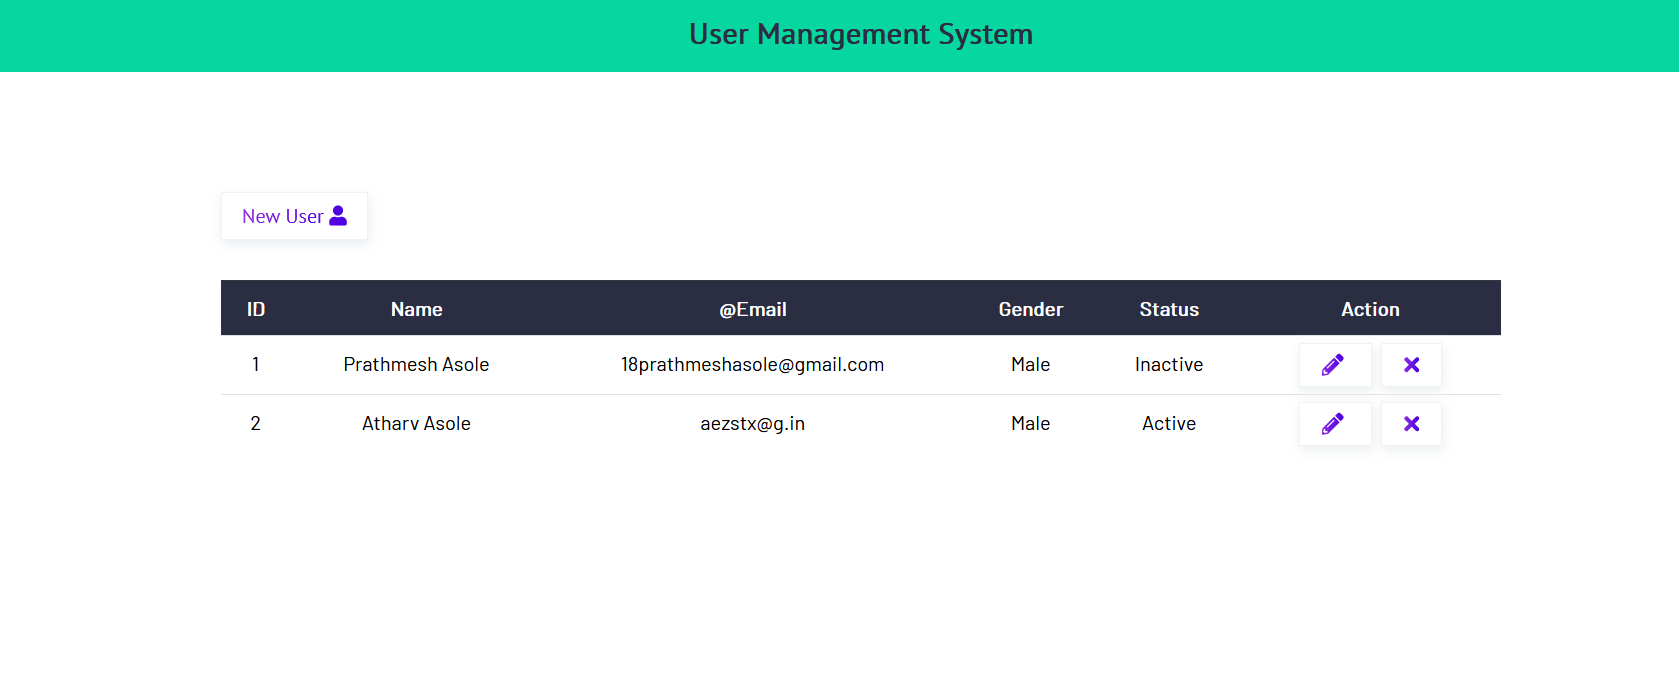 User Management System
New User
ID Name @Email Gender Status Action
1 Prathmesh Asole 18prathmeshasole@gmail.com Male Inactive
2 Atharv Asole aezstx@g.in Male Active